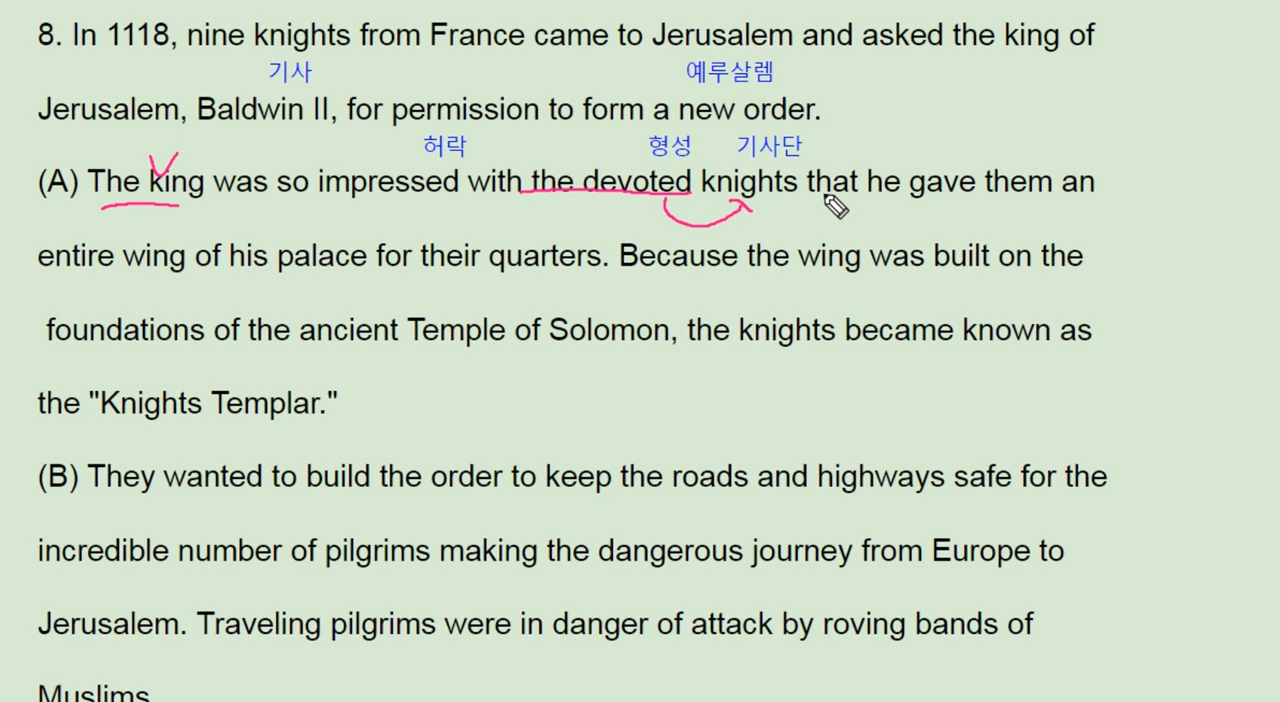 8. In 1118, nine knights from France came to Jerusalem and asked the king of
기사 예루살렘
Jerusalem, Baldwin II, for permission to form a new order.
허락 형성 기사단
(A) The king was so impressed with the devoted knights that he gave them an
entire wing of his palace for their quarters. Because the wing was built on the
foundations of the ancient Temple of Solomon, the knights became known as
the "Knights Templar."
(B) They wanted to build the order to keep the roads and highways safe for the
incredible number of pilgrims making the dangerous journey from Europe to
Jerusalem. Traveling pilgrims were in danger of attack by roving bands of
Muslims